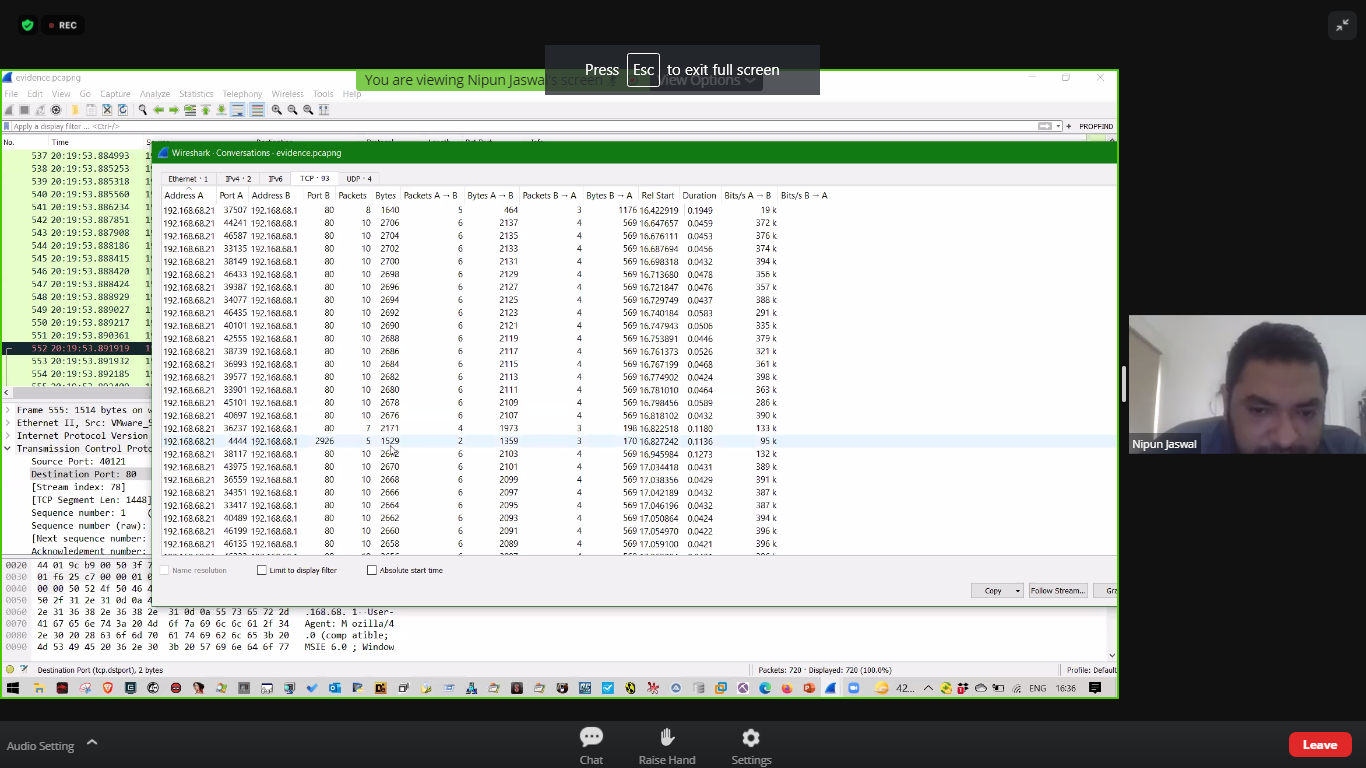 REC
evidence.pcapng
You are viewing Nipun Jaswal's screen
View Options
Press Esc to exit full screen
File Edit View Go Capture Analyze Statistics Telephony Wireless Tools Help
Apply a display filter ... <Ctrl-/>
PROPFIND
No. Time
537 20:19:53.884993
538 20:19:53.885253
539 20:19:53.885318
540 20:19:53.885560
541 20:19:53.886234
542 20:19:53.887851
543 20:19:53.887908
544 20:19:53.888186
545 20:19:53.888415
546 20:19:53.888420
547 20:19:53.888424
548 20:19:53.888929
549 20:19:53.889027
550 20:19:53.889217
551 20:19:53.890361
552 20:19:53.891919
553 20:19:53.891932
554 20:19:53.892185
Wireshark · Conversations · evidence.pcapng
Ethernet · 1 IPv4 · 2 IPv6 TCP · 93 UDP · 4
Address A Port A Address B Port B Packets Bytes Packets A → B Bytes A → B Packets B → A Bytes B → A Rel Start Duration Bits/s A → B Bits/s B → A
192.168.68.21 37507 192.168.68.1 80 8 1640 5 464 3 1176 16.422919 0.1949 19 k
192.168.68.21 44241 192.168.68.1 80 10 2706 6 2137 4 569 16.647657 0.0459 372 k
192.168.68.21 46587 192.168.68.1 80 10 2704 6 2135 4 569 16.676111 0.0453 376 k
192.168.68.21 33135 192.168.68.1 80 10 2702 6 2133 4 569 16.687694 0.0456 374 k
192.168.68.21 38149 192.168.68.1 80 10 2700 6 2131 4 569 16.698318 0.0432 394 k
192.168.68.21 46433 192.168.68.1 80 10 2698 6 2129 4 569 16.713680 0.0478 356 k
192.168.68.21 39387 192.168.68.1 80 10 2696 6 2127 4 569 16.721847 0.0476 357 k
192.168.68.21 34077 192.168.68.1 80 10 2694 6 2125 4 569 16.729749 0.0437 388 k
192.168.68.21 46435 192.168.68.1 80 10 2692 6 2123 4 569 16.740184 0.0583 291 k
192.168.68.21 40101 192.168.68.1 80 10 2690 6 2121 4 569 16.747943 0.0506 335 k
192.168.68.21 42555 192.168.68.1 80 10 2688 6 2119 4 569 16.753891 0.0446 379 k
192.168.68.21 38739 192.168.68.1 80 10 2686 6 2117 4 569 16.761373 0.0526 321 k
192.168.68.21 36993 192.168.68.1 80 10 2684 6 2115 4 569 16.767199 0.0468 361 k
192.168.68.21 39577 192.168.68.1 80 10 2682 6 2113 4 569 16.774902 0.0424 398 k
192.168.68.21 33901 192.168.68.1 80 10 2680 6 2111 4 569 16.781010 0.0464 363 k
192.168.68.21 45101 192.168.68.1 80 10 2678 6 2109 4 569 16.798456 0.0589 286 k
192.168.68.21 40697 192.168.68.1 80 10 2676 6 2107 4 569 16.818102 0.0432 390 k
192.168.68.21 36237 192.168.68.1 80 7 2171 4 1973 3 198 16.822518 0.1180 133 k
192.168.68.21 4444 192.168.68.1 2926 5 1529 2 1359 3 170 16.827242 0.1136 95 k
192.168.68.21 38117 192.168.68.1 80 10 2672 6 2103 4 569 16.945984 0.1273 132 k
192.168.68.21 43975 192.168.68.1 80 10 2670 6 2101 4 569 17.034418 0.0431 389 k
192.168.68.21 36559 192.168.68.1 80 10 2668 6 2099 4 569 17.038356 0.0429 391 k
192.168.68.21 34351 192.168.68.1 80 10 2666 6 2097 4 569 17.042189 0.0432 387 k
192.168.68.21 33417 192.168.68.1 80 10 2664 6 2095 4 569 17.046196 0.0432 387 k
192.168.68.21 40489 192.168.68.1 80 10 2662 6 2093 4 569 17.050864 0.0424 394 k
192.168.68.21 46199 192.168.68.1 80 10 2660 6 2091 4 569 17.054970 0.0422 396 k
192.168.68.21 46135 192.168.68.1 80 10 2658 6 2089 4 569 17.059100 0.0421 396 k
Name resolution Limit to display filter Absolute start time
Copy Follow Stream... Gra
Frame 555: 1514 bytes on w
Ethernet II, Src: VMware_5
Internet Protocol Version
Transmission Control Proto
Source Port: 40121
Destination Port: 80
[Stream index: 78]
[TCP Segment Len: 1448]
Sequence number: 1
Sequence number (raw):
[Next sequence number:
Acknowledgment number:
0020 44 01 9c b9 00 50 3f 7
0030 01 f6 25 c7 00 00 01 0
0040 00 00 50 52 4f 50 46 4
0050 50 2f 31 2e 31 0d 0a 4
0060 2e 31 36 38 2e 36 38 2e 31 0d 0a 55 73 65 72 2d .168.68. 1··User-
0070 41 67 65 6e 74 3a 20 4d 6f 7a 69 6c 6c 61 2f 34 Agent: M ozilla/4
0080 2e 30 20 28 63 6f 6d 70 61 74 69 62 6c 65 3b 20 .0 (comp atible;
0090 4d 53 49 45 20 36 2e 30 3b 20 57 69 6e 64 6f 77 MSIE 6.0 ; Window
Destination Port (tcp.dstport), 2 bytes
Packets: 720 · Displayed: 720 (100.0%)
Profile: Default
42...
ENG
16:36
Nipun Jaswal
Audio Setting
Chat
Raise Hand
Settings
Leave